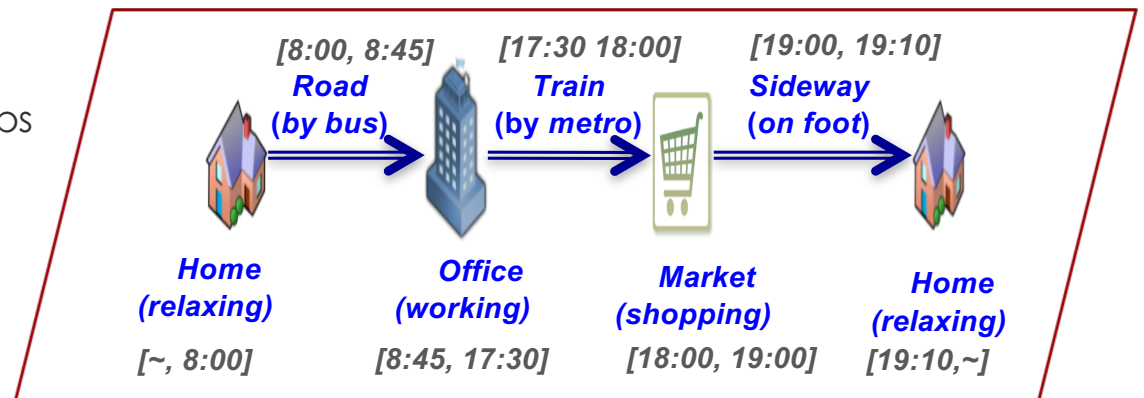 [8:00, 8:45] [17:30 18:00] [19:00, 19:10]
Road Train Sideway
(by bus) (by metro) (on foot)
os
Home Office Market Home
(relaxing) (working) (shopping) (relaxing)
[~, 8:00] [8:45, 17:30] [18:00, 19:00] [19:10,~]